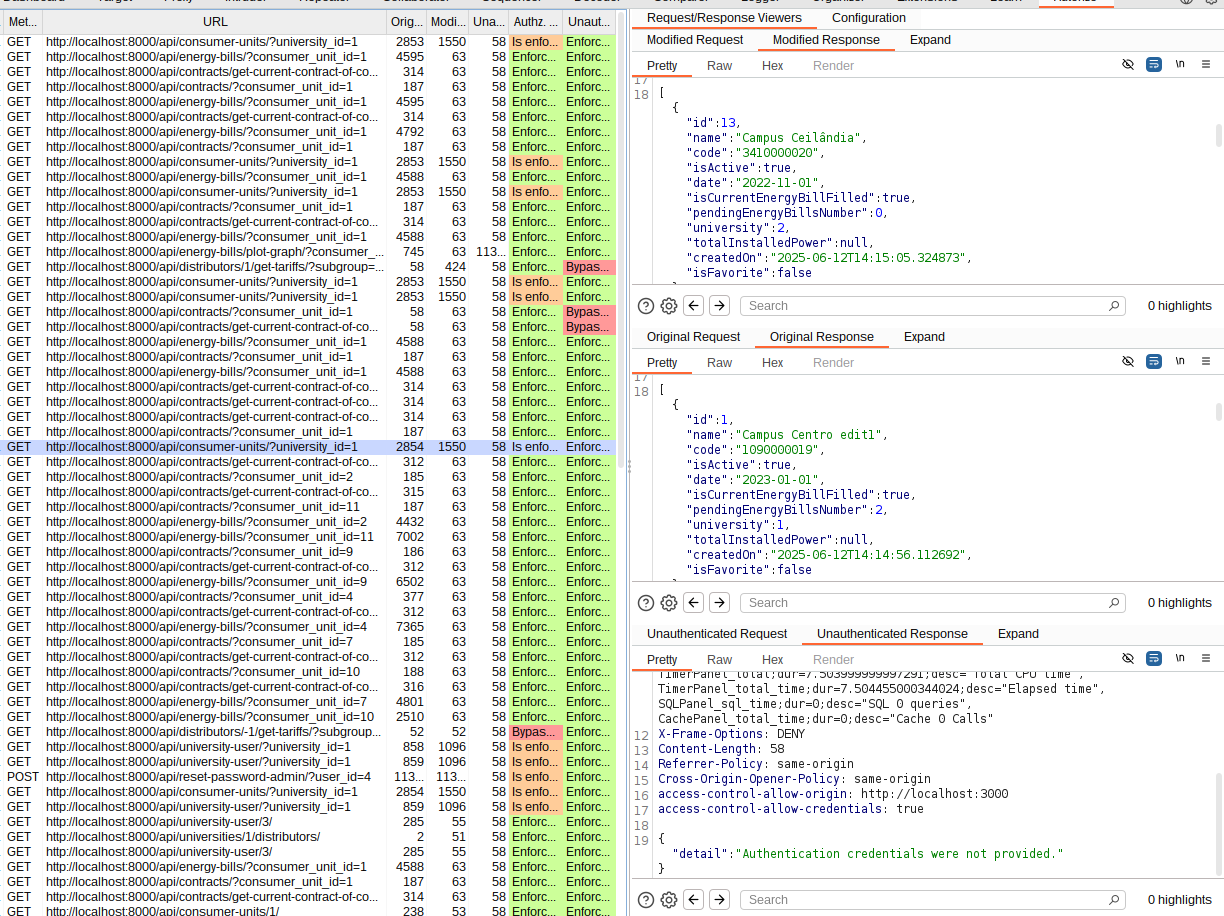 Met... URL Orig... Modi... Una... Authz. ... Unaut...
GET http://localhost:8000/api/consumer-units/?university_id=1 2853 1550 58 Is enfo... Enforc...
GET http://localhost:8000/api/energy-bills/?consumer_unit_id=1 4595 63 58 Enforc... Enforc...
GET http://localhost:8000/api/contracts/get-current-contract-of-co... 314 63 58 Enforc... Enforc...
GET http://localhost:8000/api/contracts/?consumer_unit_id=1 187 63 58 Enforc... Enforc...
GET http://localhost:8000/api/energy-bills/?consumer_unit_id=1 4595 63 58 Enforc... Enforc...
GET http://localhost:8000/api/contracts/get-current-contract-of-co... 314 63 58 Enforc... Enforc...
GET http://localhost:8000/api/energy-bills/?consumer_unit_id=1 4792 63 58 Enforc... Enforc...
GET http://localhost:8000/api/contracts/?consumer_unit_id=1 187 63 58 Enforc... Enforc...
GET http://localhost:8000/api/consumer-units/?university_id=1 2853 1550 58 Is enfo... Enforc...
GET http://localhost:8000/api/energy-bills/?consumer_unit_id=1 4588 63 58 Enforc... Enforc...
GET http://localhost:8000/api/consumer-units/?university_id=1 2853 1550 58 Is enfo... Enforc...
GET http://localhost:8000/api/contracts/?consumer_unit_id=1 187 63 58 Enforc... Enforc...
GET http://localhost:8000/api/contracts/get-current-contract-of-co... 314 63 58 Enforc... Enforc...
GET http://localhost:8000/api/energy-bills/?consumer_unit_id=1 4588 63 58 Enforc... Enforc...
GET http://localhost:8000/api/energy-bills/plot-graph/?consumer_... 745 63 113... Enforc... Enforc...
GET http://localhost:8000/api/distributors/1/get-tariffs/?subgroup=... 58 424 58 Enforc... Bypas...
GET http://localhost:8000/api/consumer-units/?university_id=1 2853 1550 58 Is enfo... Enforc...
GET http://localhost:8000/api/consumer-units/?university_id=1 2853 1550 58 Is enfo... Enforc...
GET http://localhost:8000/api/contracts/?consumer_unit_id=1 58 63 58 Enforc... Bypas...
GET http://localhost:8000/api/contracts/get-current-contract-of-co... 58 63 58 Enforc... Bypas...
GET http://localhost:8000/api/energy-bills/?consumer_unit_id=1 4588 63 58 Enforc... Enforc...
GET http://localhost:8000/api/contracts/?consumer_unit_id=1 187 63 58 Enforc... Enforc...
GET http://localhost:8000/api/energy-bills/?consumer_unit_id=1 4588 63 58 Enforc... Enforc...
GET http://localhost:8000/api/contracts/get-current-contract-of-co... 314 63 58 Enforc... Enforc...
GET http://localhost:8000/api/contracts/get-current-contract-of-co... 314 63 58 Enforc... Enforc...
GET http://localhost:8000/api/contracts/get-current-contract-of-co... 314 63 58 Enforc... Enforc...
GET http://localhost:8000/api/contracts/?consumer_unit_id=1 187 63 58 Enforc... Enforc...
GET http://localhost:8000/api/consumer-units/?university_id=1 2854 1550 58 Is enfo... Enforc...
GET http://localhost:8000/api/contracts/get-current-contract-of-co... 312 63 58 Enforc... Enforc...
GET http://localhost:8000/api/contracts/?consumer_unit_id=2 185 63 58 Enforc... Enforc...
GET http://localhost:8000/api/contracts/get-current-contract-of-co... 315 63 58 Enforc... Enforc...
GET http://localhost:8000/api/contracts/?consumer_unit_id=11 187 63 58 Enforc... Enforc...
GET http://localhost:8000/api/energy-bills/?consumer_unit_id=2 4432 63 58 Enforc... Enforc...
GET http://localhost:8000/api/energy-bills/?consumer_unit_id=11 7002 63 58 Enforc... Enforc...
GET http://localhost:8000/api/contracts/?consumer_unit_id=9 186 63 58 Enforc... Enforc...
GET http://localhost:8000/api/contracts/get-current-contract-of-co... 312 63 58 Enforc... Enforc...
GET http://localhost:8000/api/energy-bills/?consumer_unit_id=9 6502 63 58 Enforc... Enforc...
GET http://localhost:8000/api/contracts/?consumer_unit_id=4 377 63 58 Enforc... Enforc...
GET http://localhost:8000/api/contracts/get-current-contract-of-co... 312 63 58 Enforc... Enforc...
GET http://localhost:8000/api/energy-bills/?consumer_unit_id=4 7365 63 58 Enforc... Enforc...
GET http://localhost:8000/api/contracts/?consumer_unit_id=7 185 63 58 Enforc... Enforc...
GET http://localhost:8000/api/contracts/get-current-contract-of-co... 312 63 58 Enforc... Enforc...
GET http://localhost:8000/api/contracts/?consumer_unit_id=10 188 63 58 Enforc... Enforc...
GET http://localhost:8000/api/contracts/get-current-contract-of-co... 316 63 58 Enforc... Enforc...
GET http://localhost:8000/api/energy-bills/?consumer_unit_id=7 4801 63 58 Enforc... Enforc...
GET http://localhost:8000/api/energy-bills/?consumer_unit_id=10 2510 63 58 Enforc... Enforc...
GET http://localhost:8000/api/distributors/-1/get-tariffs/?subgroup... 52 52 58 Bypas... Enforc...
GET http://localhost:8000/api/university-user/?university_id=1 858 1096 58 Is enfo... Enforc...
GET http://localhost:8000/api/university-user/?university_id=1 859 1096 58 Is enfo... Enforc...
POST http://localhost:8000/api/reset-password-admin/?user_id=4 113... 113... 58 Is enfo... Enforc...
GET http://localhost:8000/api/consumer-units/?university_id=1 2854 1550 58 Is enfo... Enforc...
GET http://localhost:8000/api/university-user/?university_id=1 859 1096 58 Is enfo... Enforc...
GET http://localhost:8000/api/university-user/3/ 285 55 58 Enforc... Enforc...
GET http://localhost:8000/api/universities/1/distributors/ 2 51 58 Enforc... Enforc...
GET http://localhost:8000/api/university-user/3/ 285 55 58 Enforc... Enforc...
GET http://localhost:8000/api/energy-bills/?consumer_unit_id=1 4588 63 58 Enforc... Enforc...
GET http://localhost:8000/api/contracts/?consumer_unit_id=1 187 63 58 Enforc... Enforc...
GET http://localhost:8000/api/contracts/get-current-contract-of-co... 314 63 58 Enforc... Enforc...
GET http://localhost:8000/api/consumer-units/1/ 238 53 58 Enforc... Enforc...
Request/Response Viewers Configuration
Modified Request Modified Response Expand
Pretty Raw Hex Render \n
17
18 [
{
"id":13,
"name":"Campus Ceilândia",
"code":"3410000020",
"isActive":true,
"date":"2022-11-01",
"isCurrentEnergyBillFilled":true,
"pendingEnergyBillsNumber":0,
"university":2,
"totalInstalledPower":null,
"createdOn":"2025-06-12T14:15:05.324873",
"isFavorite":false
Search 0 highlights
Original Request Original Response Expand
Pretty Raw Hex Render \n
17
18 [
{
"id":1,
"name":"Campus Centro edit1",
"code":"1090000019",
"isActive":true,
"date":"2023-01-01",
"isCurrentEnergyBillFilled":true,
"pendingEnergyBillsNumber":2,
"university":1,
"totalInstalledPower":null,
"createdOn":"2025-06-12T14:14:56.112692",
"isFavorite":false
Search 0 highlights
Unauthenticated Request Unauthenticated Response Expand
Pretty Raw Hex Render \n
TimerPanel_total;dur=7.503999999997291;desc="Total CPU time",
TimerPanel_total_time;dur=7.504455000344024;desc="Elapsed time",
SQLPanel_sql_time;dur=0;desc="SQL 0 queries",
CachePanel_total_time;dur=0;desc="Cache 0 Calls"
12 X-Frame-Options: DENY
13 Content-Length: 58
14 Referrer-Policy: same-origin
15 Cross-Origin-Opener-Policy: same-origin
16 access-control-allow-origin: http://localhost:3000
17 access-control-allow-credentials: true
18
19 {
"detail":"Authentication credentials were not provided."
}
Search 0 highlights